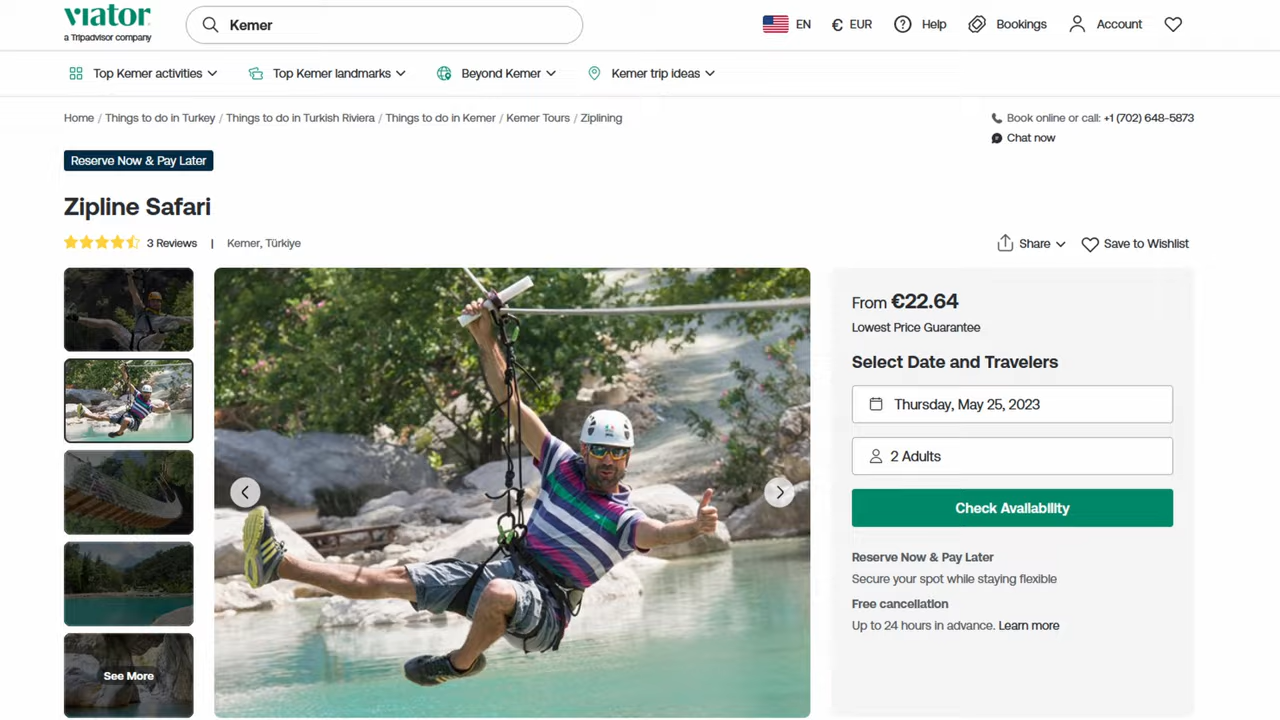 viator
a Tripadvisor company
Kemer
EN
€ EUR
Help
Bookings
Account
Top Kemer activities
Top Kemer landmarks
Beyond Kemer
Kemer trip ideas
Home / Things to do in Turkey / Things to do in Turkish Riviera / Things to do in Kemer / Kemer Tours / Ziplining
Book online or call: +1 (702) 648-5873
Chat now
Reserve Now & Pay Later
Zipline Safari
3 Reviews | Kemer, Türkiye
Share
Save to Wishlist
See More
From €22.64
Lowest Price Guarantee
Select Date and Travelers
Thursday, May 25, 2023
2 Adults
Check Availability
Reserve Now & Pay Later
Secure your spot while staying flexible
Free cancellation
Up to 24 hours in advance. Learn more